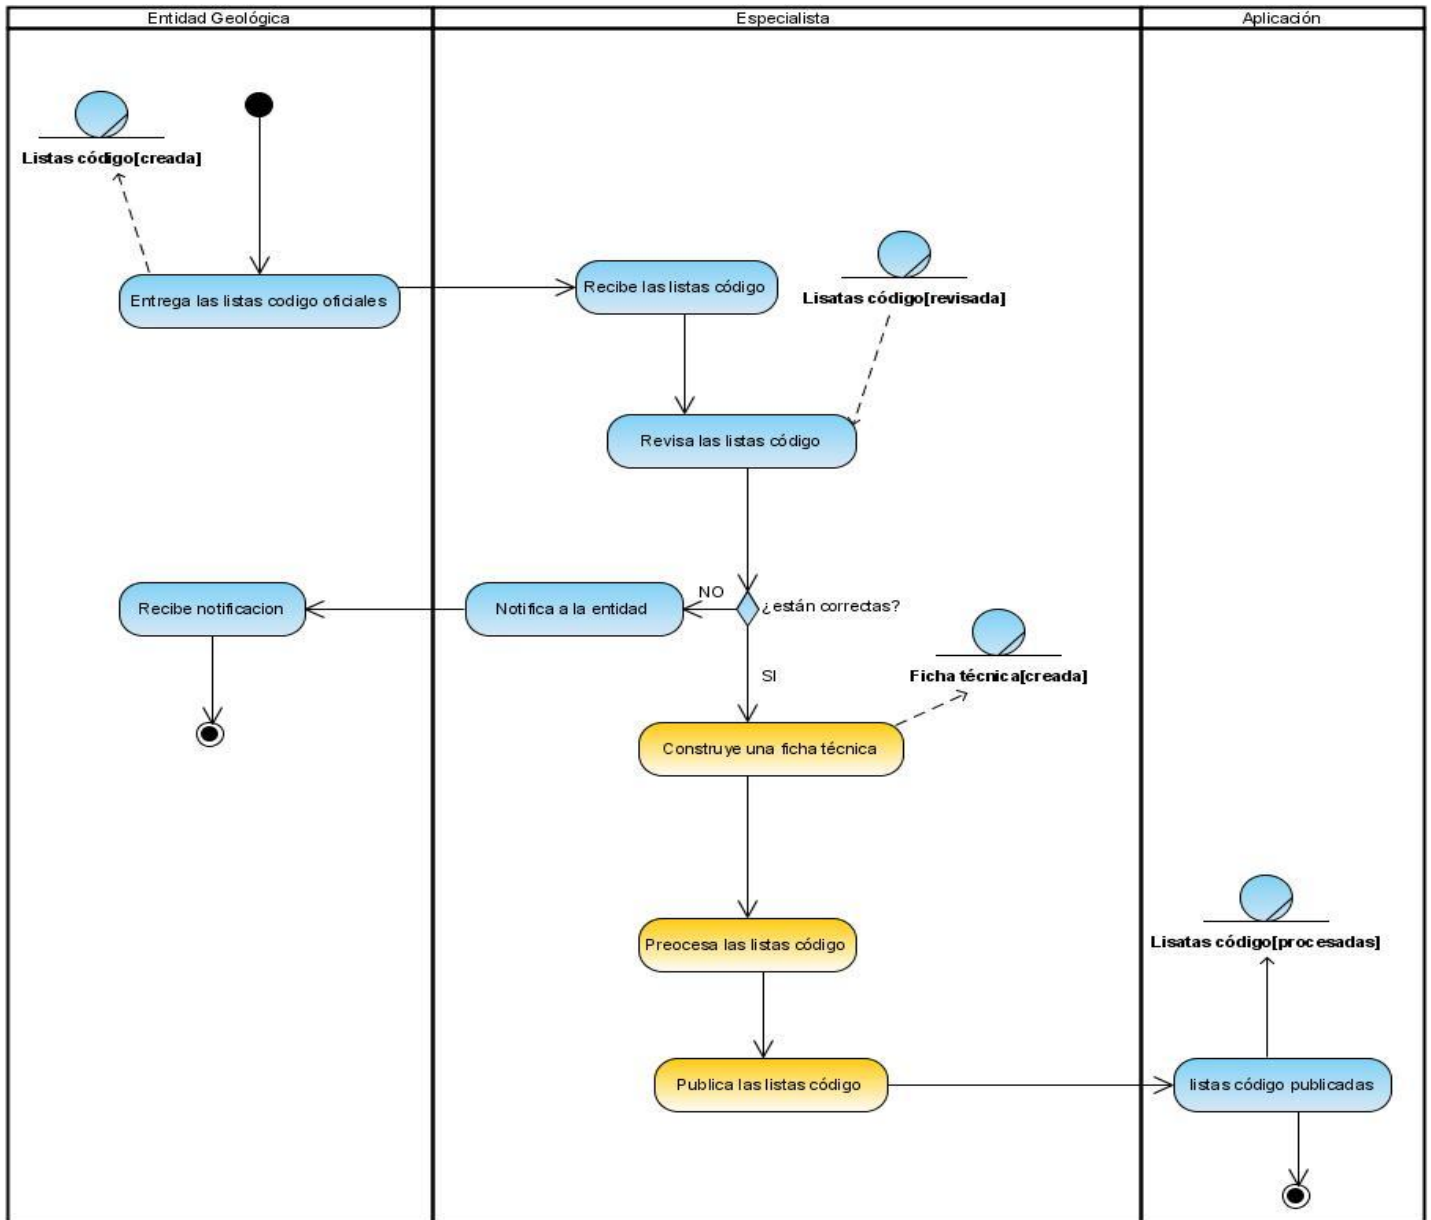 Entidad Geológica
Especialista
Aplicación
Listas código[creada]
Entrega las listas codigo oficiales
Recibe las listas código
Lisatas código[revisada]
Revisa las listas código
Recibe notificacion
Notifica a la entidad
NO
¿están correctas?
SI
Ficha técnica[creada]
Construye una ficha técnica
Preocesa las listas código
Lisatas código[procesadas]
Publica las listas código
listas código publicadas